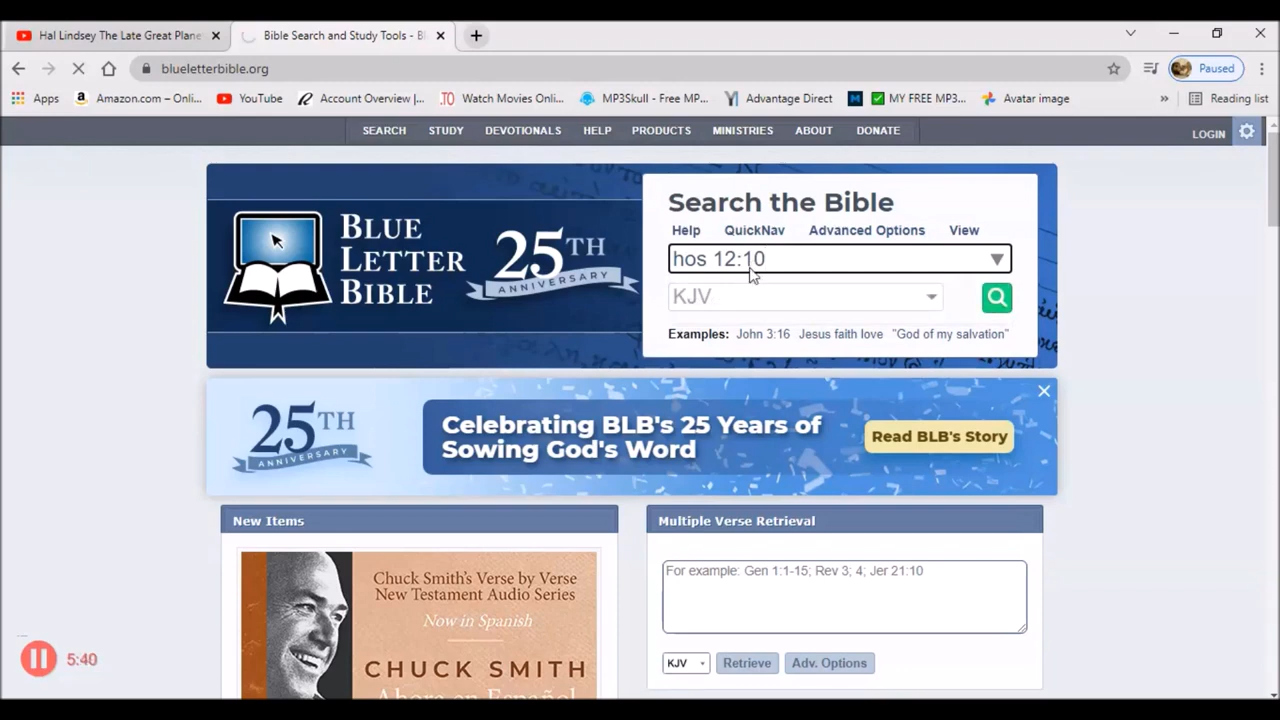 Hal Lindsey The Late Great Plane
Bible Search and Study Tools - Bl
blueletterbible.org
Paused
Apps
Amazon.com – Onli...
YouTube
Account Overview |...
Watch Movies Onli...
MP3Skull - Free MP...
Advantage Direct
MY FREE MP3...
Avatar image
»
Reading list
SEARCH STUDY DEVOTIONALS HELP PRODUCTS MINISTRIES ABOUT DONATE
LOGIN
BLUE
LETTER
BIBLE
25TH
ANNIVERSARY
Search the Bible
Help QuickNav Advanced Options View
hos 12:10
KJV
Examples: John 3:16 Jesus faith love "God of my salvation"
25TH
ANNIVERSARY
Celebrating BLB's 25 Years of
Sowing God's Word
Read BLB's Story
New Items
Chuck Smith's Verse by Verse
New Testament Audio Series
Now in Spanish
CHUCK SMITH
Ahora en Español
Multiple Verse Retrieval
For example: Gen 1:1-15; Rev 3; 4; Jer 21:10
KJV Retrieve Adv. Options
5:40